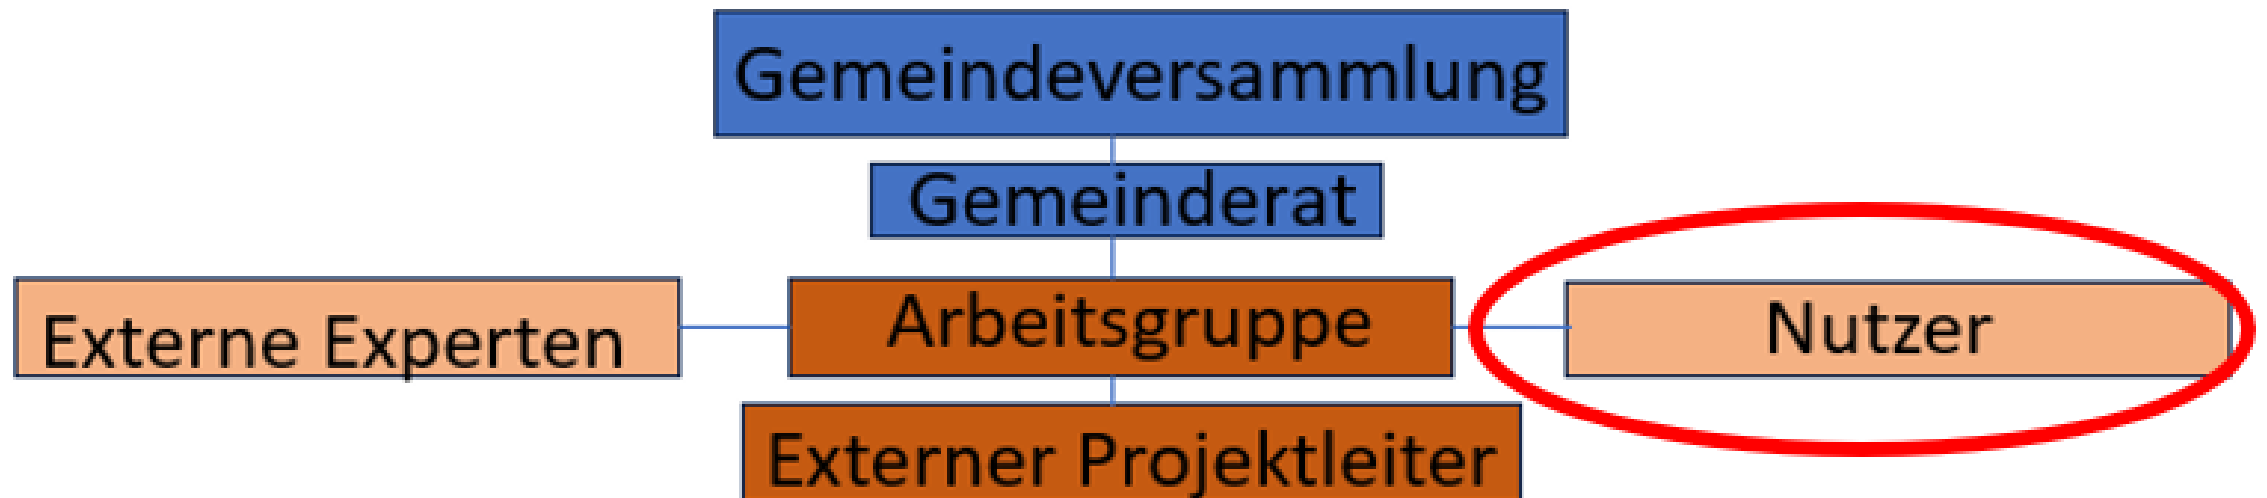 Gemeindeversammlung
Gemeinderat
Externe Experten
Arbeitsgruppe
Nutzer
Externer Projektleiter